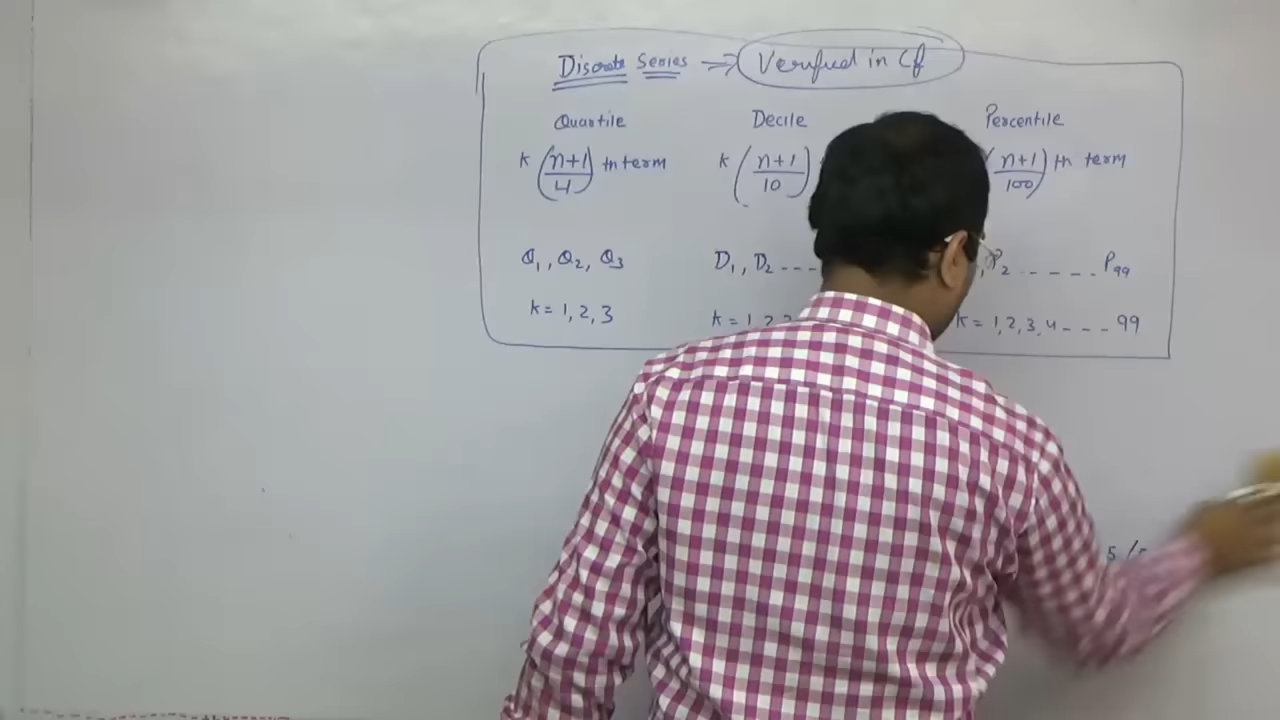 Discrete Series → Verified in Cf
Quartile Decile Percentile
K (n+1/4) th term K (n+1/10) (n+1/100) th term
Q1, Q2, Q3 D1, D2 --- , P2 ----- P99
K = 1, 2, 3 K = 1, 2, 3 K = 1, 2, 3, 4 --- 99
5 /